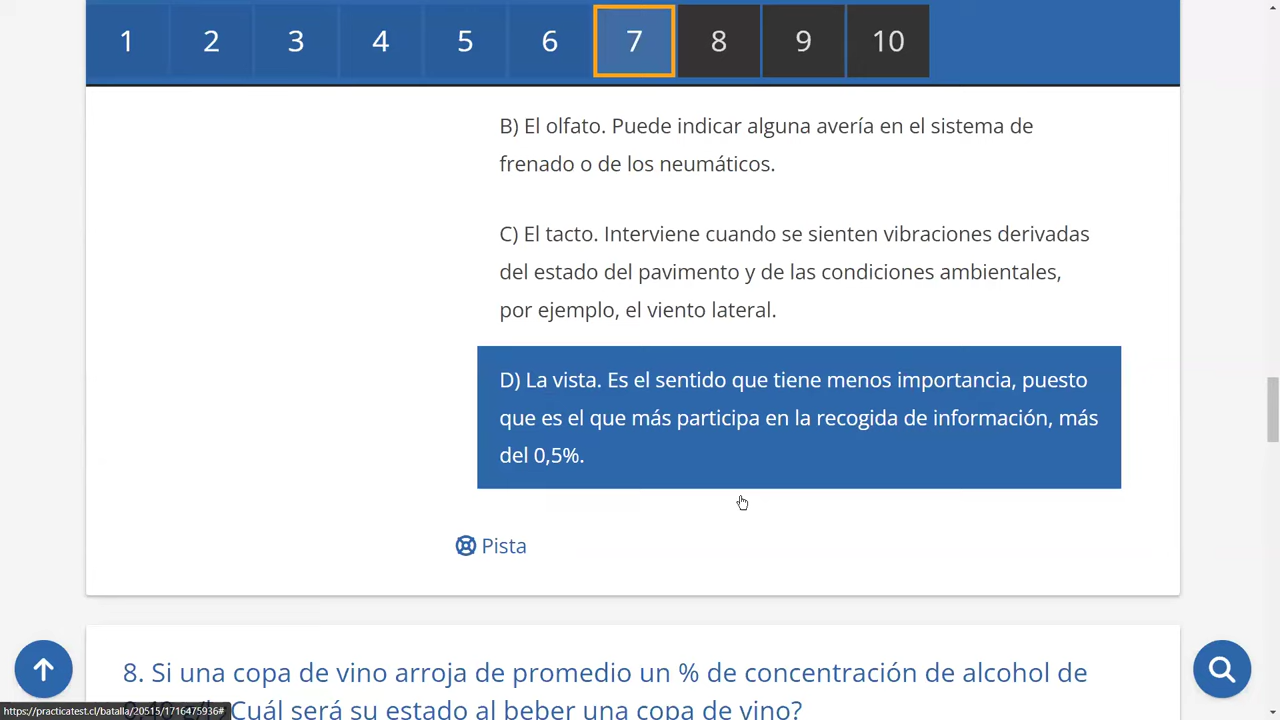 1 2 3 4 5 6 7 8 9 10
B) El olfato. Puede indicar alguna avería en el sistema de
frenado o de los neumáticos.
C) El tacto. Interviene cuando se sienten vibraciones derivadas
del estado del pavimento y de las condiciones ambientales,
por ejemplo, el viento lateral.
D) La vista. Es el sentido que tiene menos importancia, puesto
que es el que más participa en la recogida de información, más
del 0,5%.
Pista
8. Si una copa de vino arroja de promedio un % de concentración de alcohol de
¿Cuál será su estado al beber una copa de vino?
https://practicatest.cl/batalla/20515/1716475936#